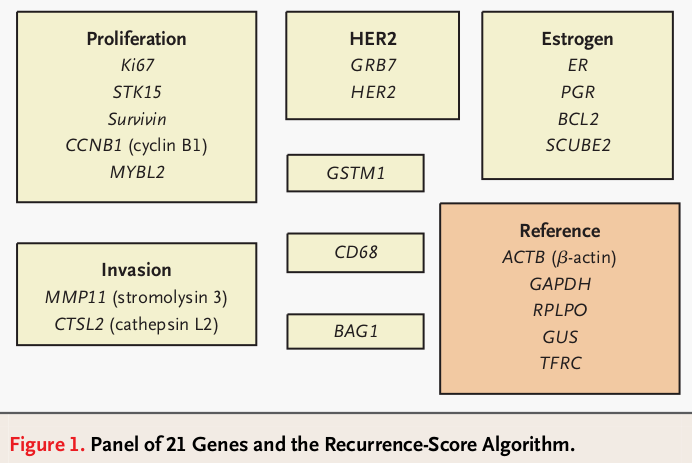 Proliferation
Ki67
STK15
Survivin
CCNB1 (cyclin B1)
MYBL2
HER2
GRB7
HER2
Estrogen
ER
PGR
BCL2
SCUBE2
GSTM1
CD68
BAG1
Invasion
MMP11 (stromolysin 3)
CTSL2 (cathepsin L2)
Reference
ACTB (β-actin)
GAPDH
RPLPO
GUS
TFRC
Figure 1. Panel of 21 Genes and the Recurrence-Score Algorithm.